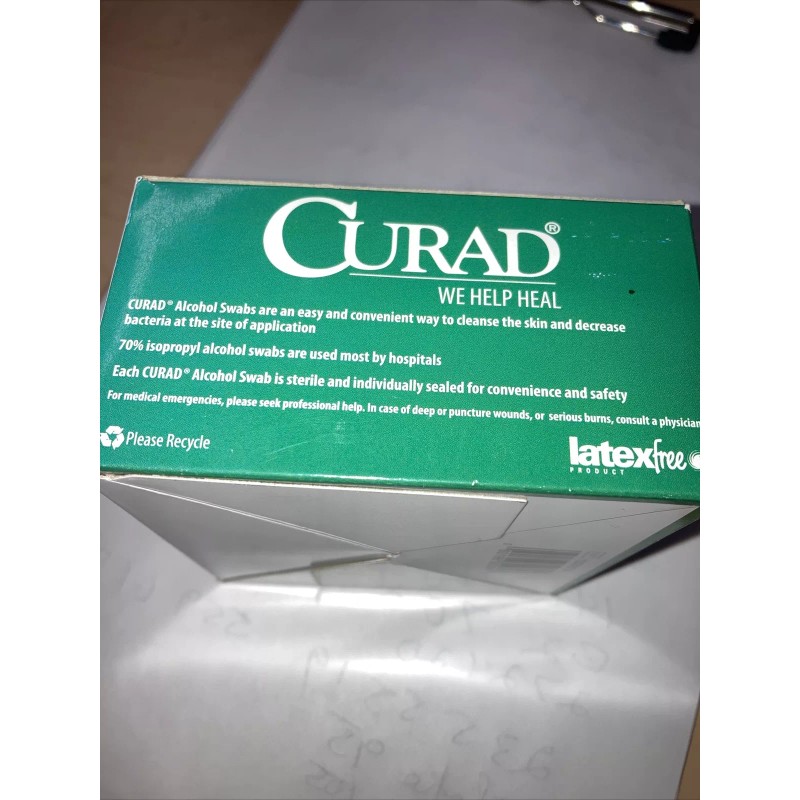 CURAD®
WE HELP HEAL
CURAD® Alcohol Swabs are an easy and convenient way to cleanse the skin and decrease
bacteria at the site of application
70% isopropyl alcohol swabs are used most by hospitals
Each CURAD® Alcohol Swab is sterile and individually sealed for convenience and safety
For medical emergencies, please seek professional help. In case of deep or puncture wounds, or serious burns, consult a physician
Please Recycle
latexfree
PRODUCT